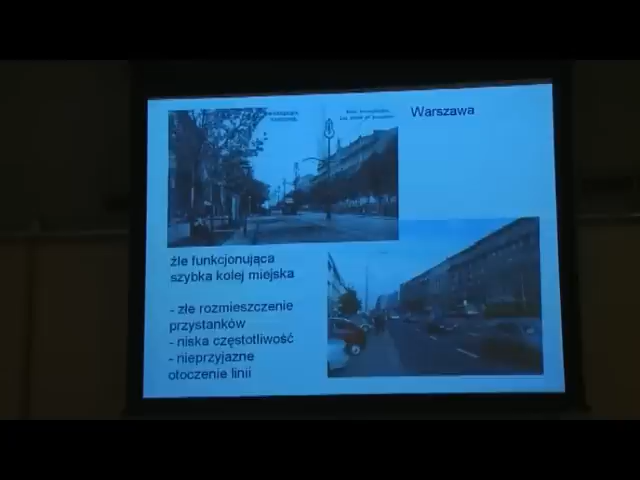 Warszawa
źle funkcjonująca
szybka kolej miejska
- złe rozmieszczenie
przystanków
- niska częstotliwość
- nieprzyjazne
otoczenie linii